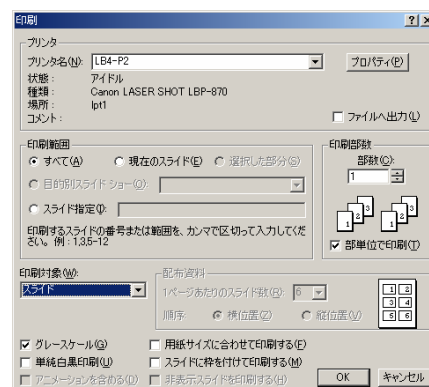 印刷
プリンタ
プリンタ名(N): LB4-P2 プロパティ(P)
状態: アイドル
種類: Canon LASER SHOT LBP-870
場所: lpt1
コメント: ファイルへ出力(L)
印刷範囲
すべて(A) 現在のスライド(E) 選択した部分(S)
目的別スライド ショー(O):
スライド指定(I):
印刷するスライドの番号または範囲を、カンマで区切って入力してくだ
さい。例: 1,3,5-12
印刷部数
部数(C):
1
1 2 3 1 2 3
部単位で印刷(T)
印刷対象(W):
スライド
配布資料
1ページあたりのスライド数(R): 6
順序: 横位置(Z) 縦位置(V)
1 2
3 4
5 6
グレースケール(G) 用紙サイズに合わせて印刷する(F)
単純白黒印刷(U) スライドに枠を付けて印刷する(M)
アニメーションを含める(D) 非表示スライドを印刷する(H)
OK キャンセル